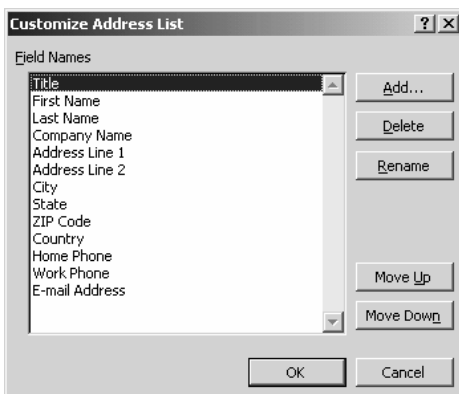 Customize Address List
Field Names
Title
First Name
Last Name
Company Name
Address Line 1
Address Line 2
City
State
ZIP Code
Country
Home Phone
Work Phone
E-mail Address
Add...
Delete
Rename
Move Up
Move Down
OK
Cancel